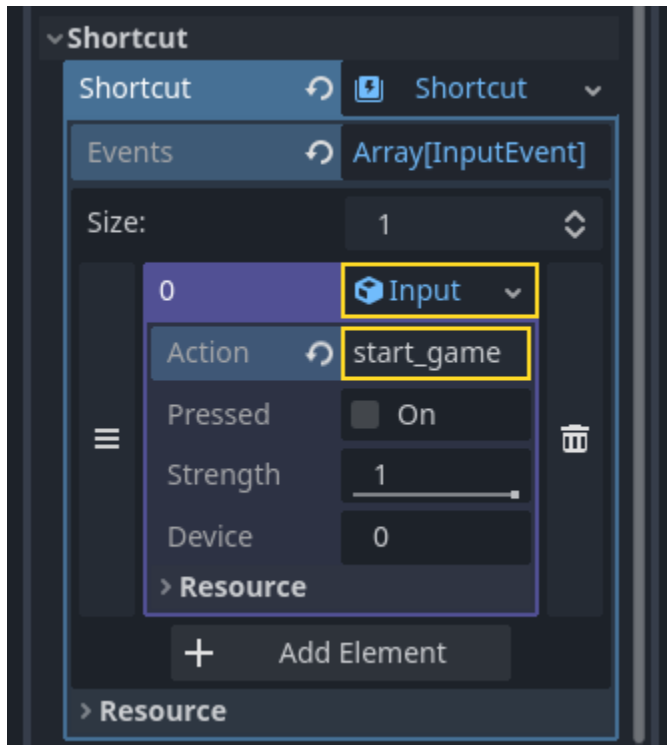 Shortcut
Shortcut Shortcut
Events Array[InputEvent]
Size: 1
0 Input
Action start_game
Pressed On
Strength 1
Device 0
Resource
Add Element
Resource